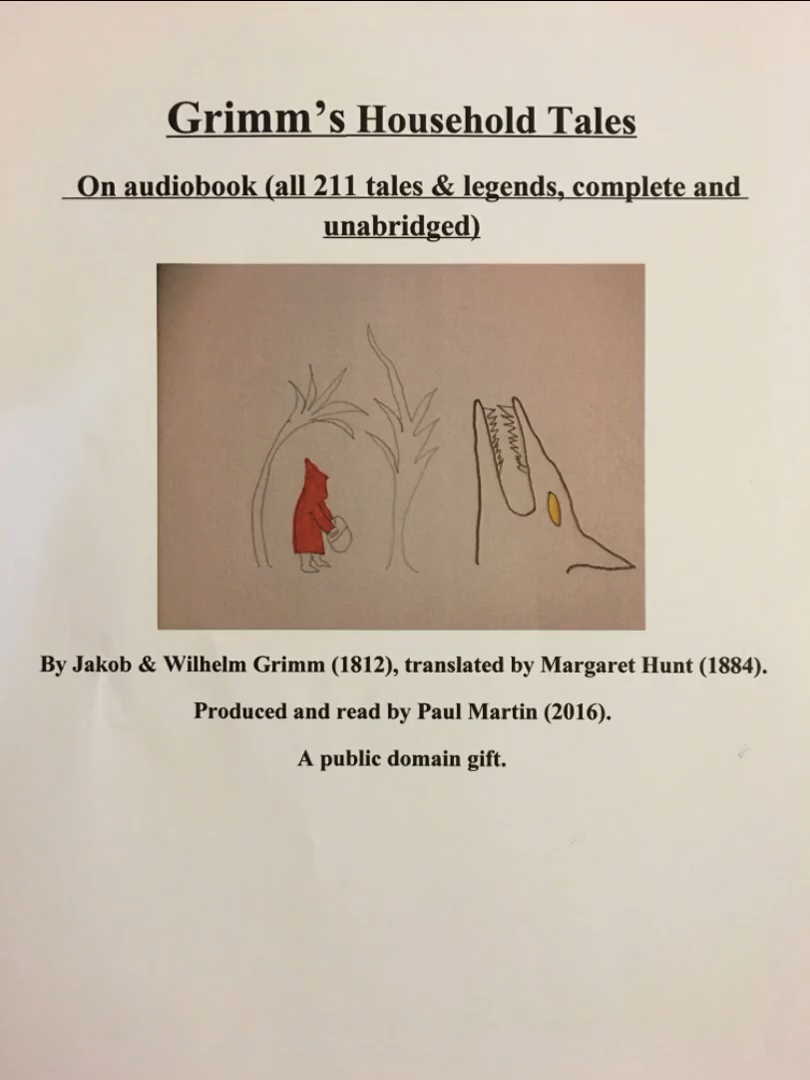 Grimm’s Household Tales
On audiobook (all 211 tales & legends, complete and
unabridged)
By Jakob & Wilhelm Grimm (1812), translated by Margaret Hunt (1884).
Produced and read by Paul Martin (2016).
A public domain gift.